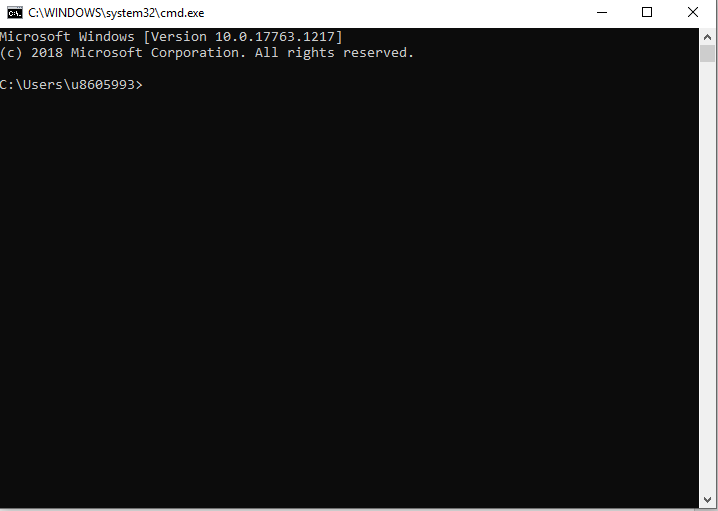 C:\WINDOWS\system32\cmd.exe
Microsoft Windows [Version 10.0.17763.1217]
(c) 2018 Microsoft Corporation. All rights reserved.
C:\Users\u8605993>